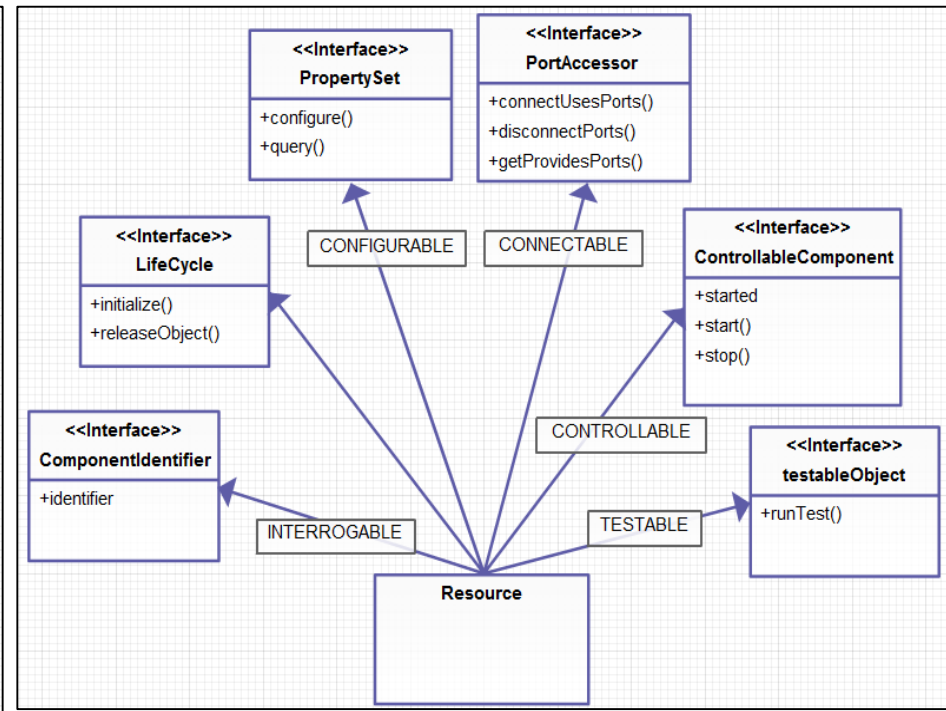 <<Interface>>
PropertySet
+configure()
+query()
<<Interface>>
PortAccessor
+connectUsesPorts()
+disconnectPorts()
+getProvidesPorts()
<<Interface>>
LifeCycle
+initialize()
+releaseObject()
CONFIGURABLE
CONNECTABLE
<<Interface>>
ControllableComponent
+started
+start()
+stop()
<<Interface>>
ComponentIdentifier
+identifier
CONTROLLABLE
<<Interface>>
testableObject
+runTest()
INTERROGABLE
TESTABLE
Resource